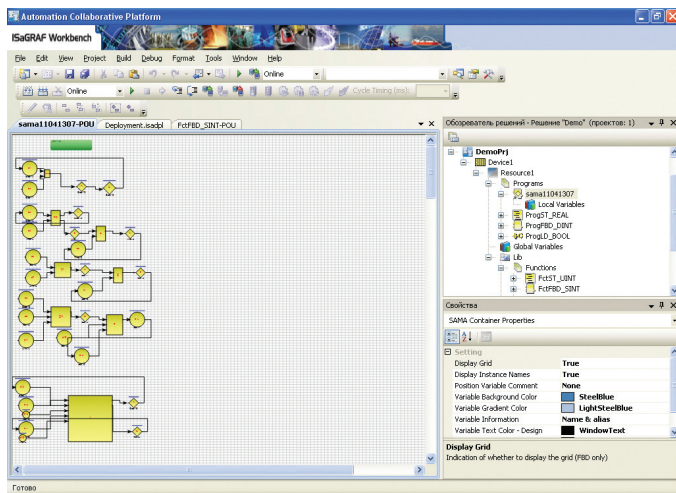 Automation Collaborative Platform
ISaGRAF Workbench
File Edit View Project Build Debug Format Tools Window Help
Online
Online Cycle Timing (ms):
sama11041307-POU Deployment.isadpl FctFBD_SINT-POU
Обозреватель решений - Решение "Demo" (проектов: 1)
DemoPrj
Device1
Resource1
Programs
sama11041307
Local Variables
ProgST_REAL
ProgFBD_DINT
ProgLD_BOOL
Global Variables
Lib
Functions
FctST_UINT
FctFBD_SINT
Свойства
SAMA Container Properties
Setting
Display Grid True
Display Instance Names True
Position Variable Comment None
Variable Background Color SteelBlue
Variable Gradient Color LightSteelBlue
Variable Information Name & alias
Variable Text Color - Design WindowText
Display Grid
Indication of whether to display the grid (FBD only)
Готово